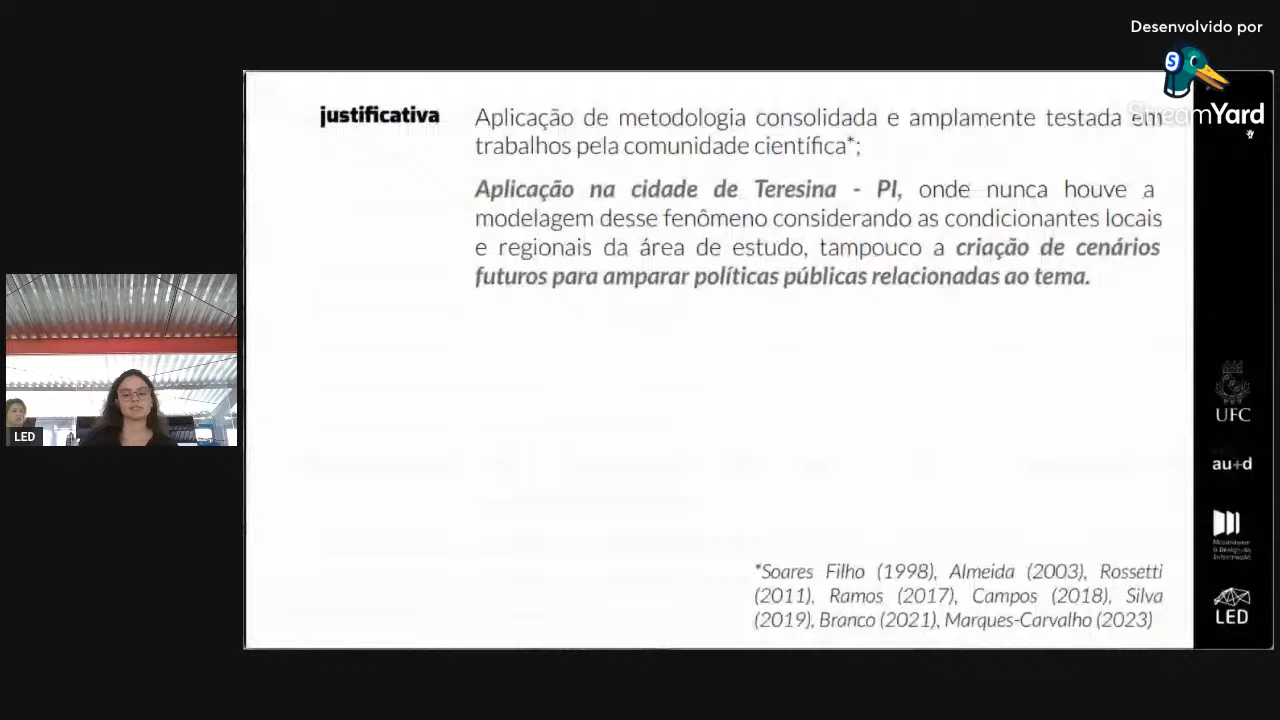 Desenvolvido por
StreamYard
justificativa
Aplicação de metodologia consolidada e amplamente testada em
trabalhos pela comunidade científica*;
Aplicação na cidade de Teresina - PI, onde nunca houve a
modelagem desse fenômeno considerando as condicionantes locais
e regionais da área de estudo, tampouco a criação de cenários
futuros para amparar políticas públicas relacionadas ao tema.
LED
UFC
au+d
*Soares Filho (1998), Almeida (2003), Rossetti
(2011), Ramos (2017), Campos (2018), Silva
(2019), Branco (2021), Marques-Carvalho (2023)
LED